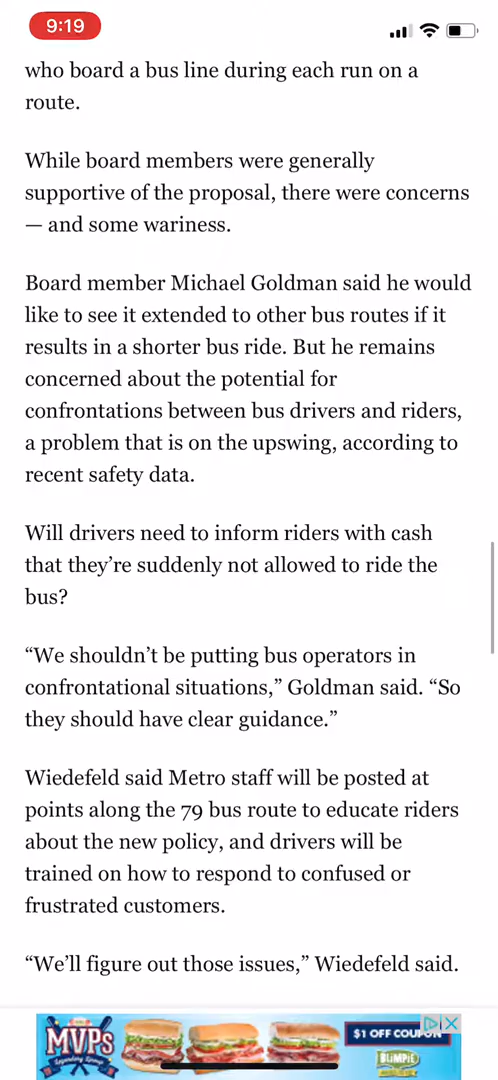 9:19
who board a bus line during each run on a
route.
While board members were generally
supportive of the proposal, there were concerns
— and some wariness.
Board member Michael Goldman said he would
like to see it extended to other bus routes if it
results in a shorter bus ride. But he remains
concerned about the potential for
confrontations between bus drivers and riders,
a problem that is on the upswing, according to
recent safety data.
Will drivers need to inform riders with cash
that they’re suddenly not allowed to ride the
bus?
“We shouldn’t be putting bus operators in
confrontational situations,” Goldman said. “So
they should have clear guidance.”
Wiedefeld said Metro staff will be posted at
points along the 79 bus route to educate riders
about the new policy, and drivers will be
trained on how to respond to confused or
frustrated customers.
“We’ll figure out those issues,” Wiedefeld said.
MVPs
$1 OFF COUPON
BLIMPIE